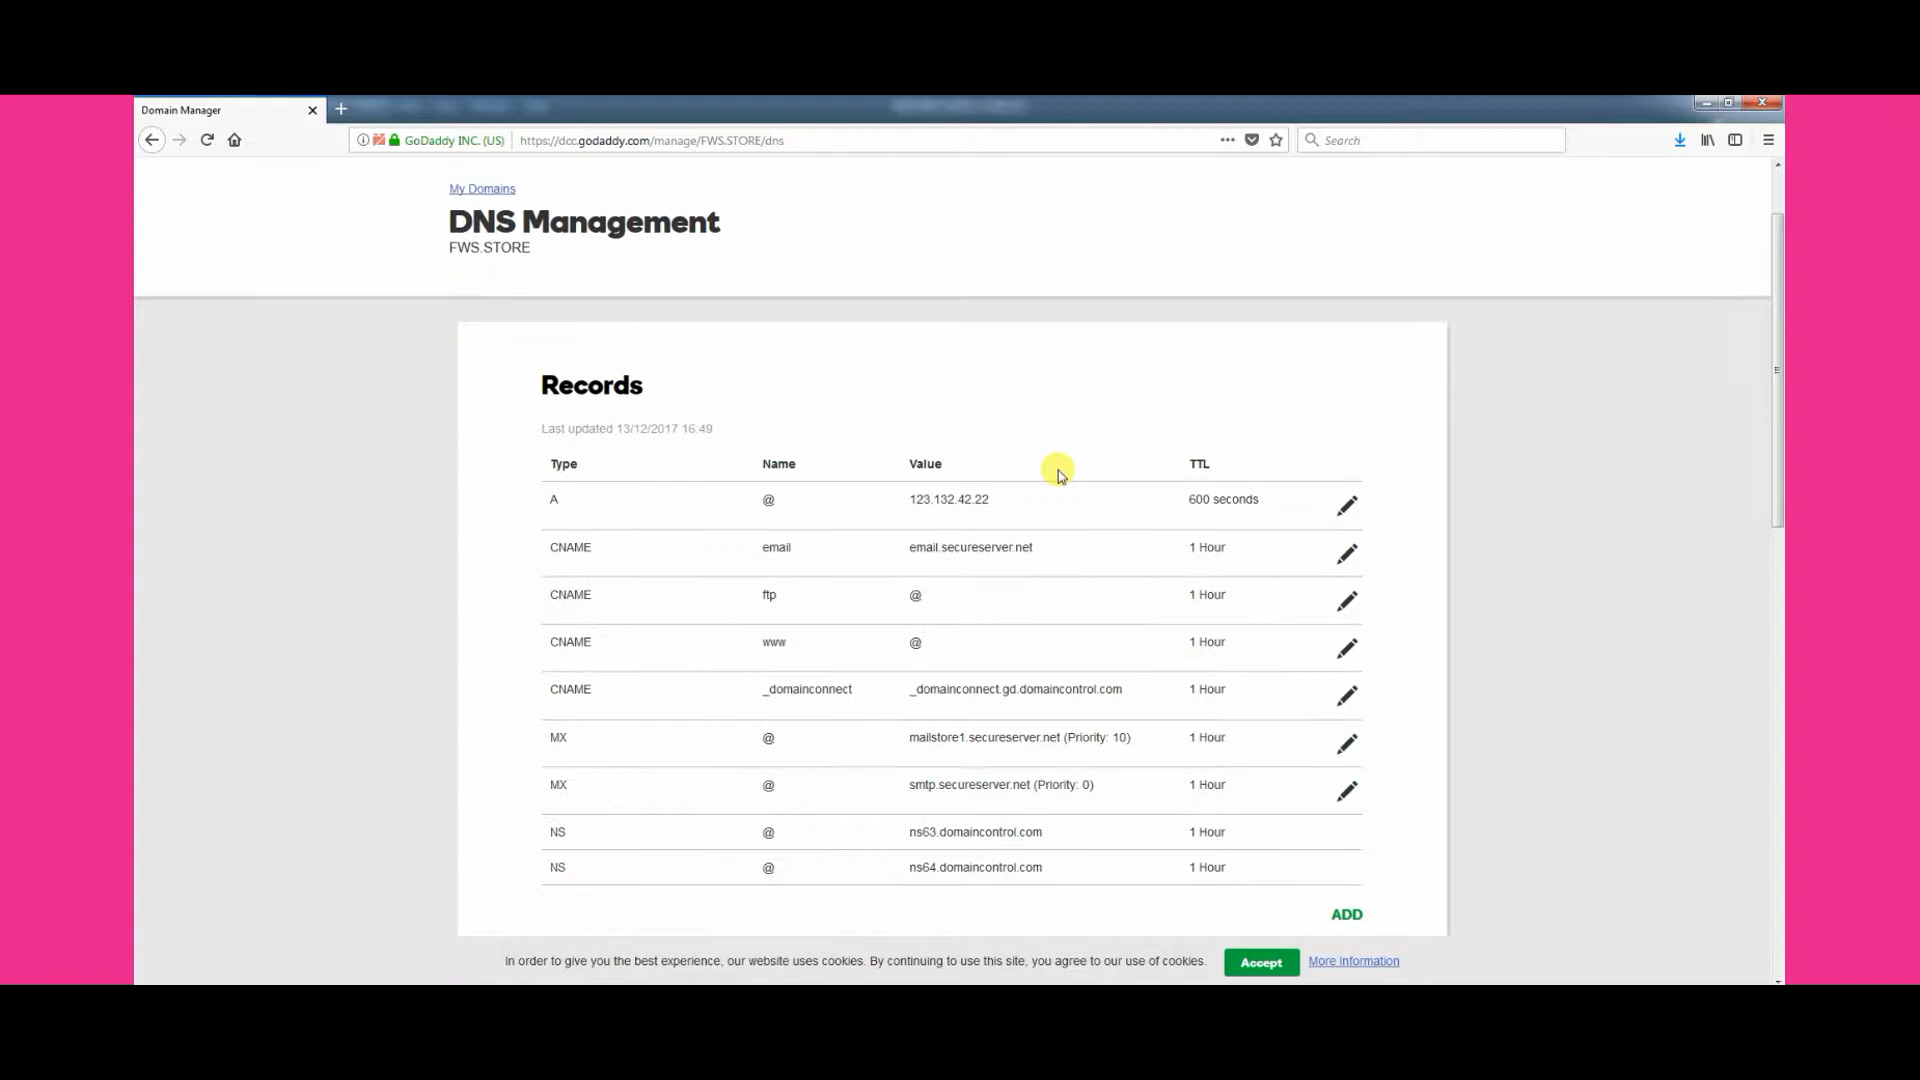 Domain Manager
GoDaddy INC. (US) https://dcc.godaddy.com/manage/FWS.STORE/dns Search
My Domains
DNS Management
FWS.STORE
Records
Last updated 13/12/2017 16:49
Type Name Value TTL
A @ 123.132.42.22 600 seconds
CNAME email email.secureserver.net 1 Hour
CNAME ftp @ 1 Hour
CNAME www @ 1 Hour
CNAME _domainconnect _domainconnect.gd.domaincontrol.com 1 Hour
MX @ mailstore1.secureserver.net (Priority: 10) 1 Hour
MX @ smtp.secureserver.net (Priority: 0) 1 Hour
NS @ ns63.domaincontrol.com 1 Hour
NS @ ns64.domaincontrol.com 1 Hour
ADD
In order to give you the best experience, our website uses cookies. By continuing to use this site, you agree to our use of cookies. Accept More Information